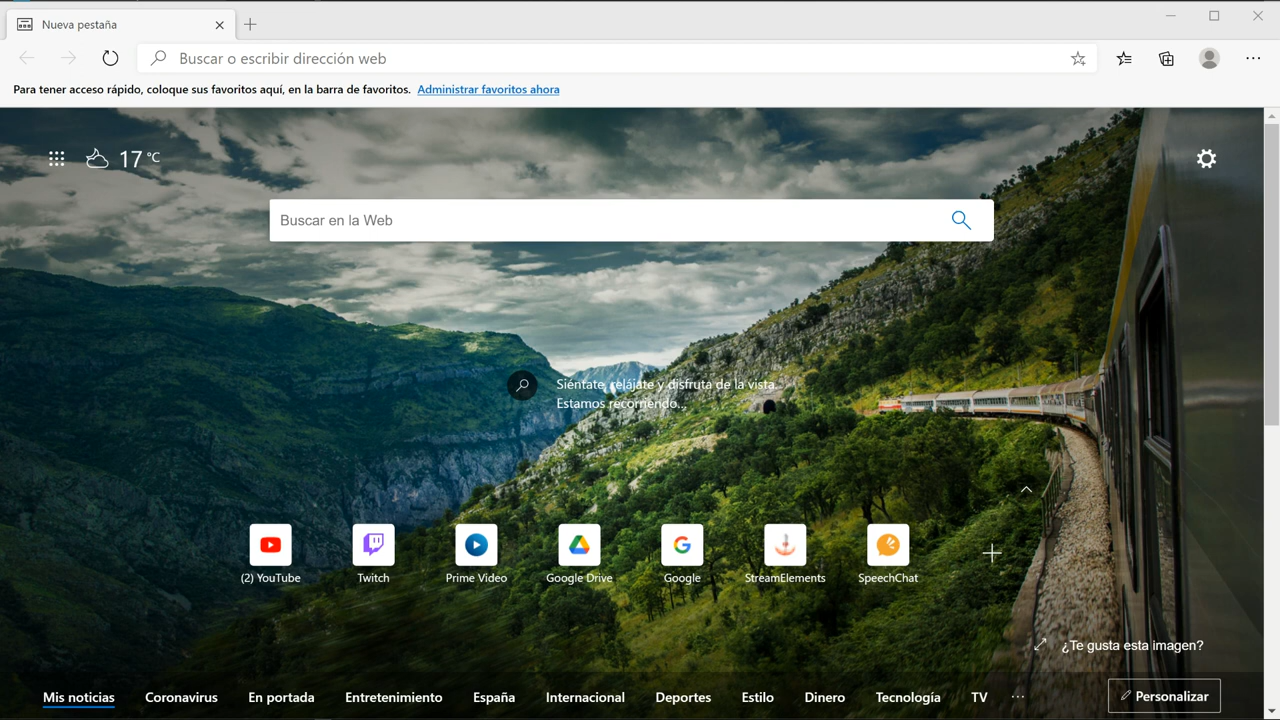 Nueva pestaña
Buscar o escribir dirección web
Para tener acceso rápido, coloque sus favoritos aquí, en la barra de favoritos. Administrar favoritos ahora
17 °C
Buscar en la Web
Siéntate, relájate y disfruta de la vista.
Estamos recorriendo...
(2) YouTube
Twitch
Prime Video
Google Drive
Google
StreamElements
SpeechChat
¿Te gusta esta imagen?
Mis noticias
Coronavirus
En portada
Entretenimiento
España
Internacional
Deportes
Estilo
Dinero
Tecnología
TV
...
Personalizar